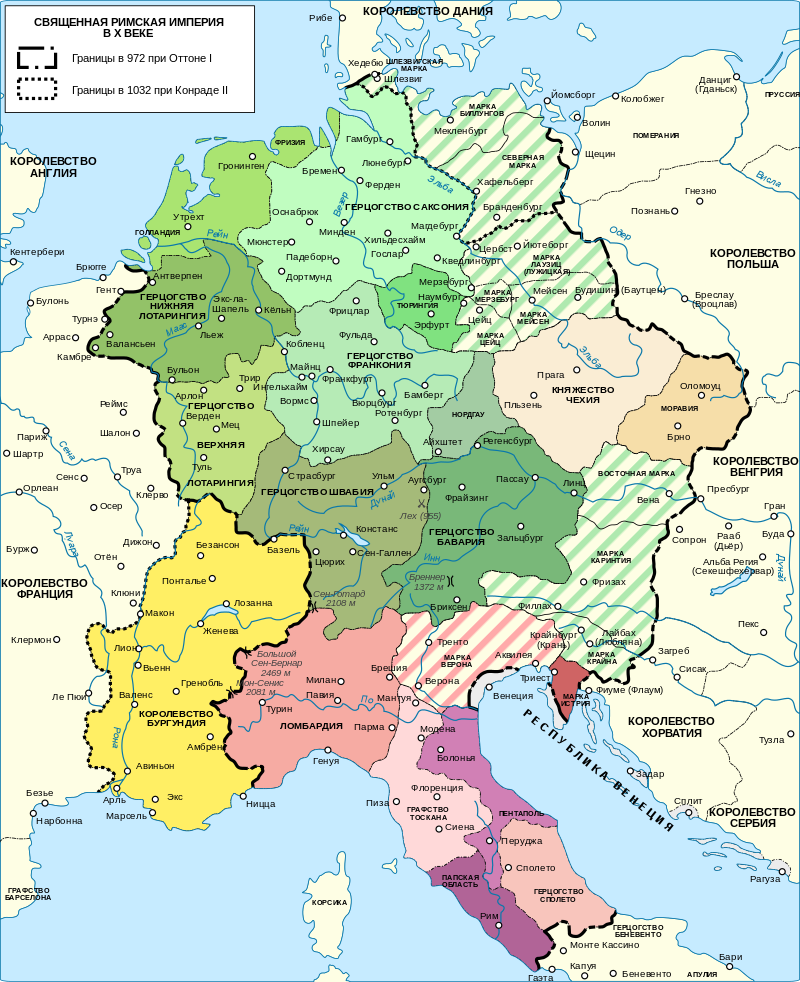 СВЯЩЕННАЯ РИМСКАЯ ИМПЕРИЯ
В X ВЕКЕ
Границы в 972 при Оттоне I
Границы в 1032 при Конраде II
КОРОЛЕВСТВО ДАНИЯ
Рибе
Хедебю
ШЛЕЗВИГСКАЯ
МАРКА
Шлезвиг
Данциг
(Гданьск)
ПРУССИЯ
Йомсборг
Колобжег
Волин
ПОМЕРАНИЯ
Щецин
Висла
Гнезно
Познань
Одер
КОРОЛЕВСТВО
ПОЛЬША
Бреслау
(Вроцлав)
КОРОЛЕВСТВО
АНГЛИЯ
Кентербери
МАРКА
БИЛЛУНГОВ
Мекленбург
СЕВЕРНАЯ
МАРКА
Хафельберг
Бранденбург
Гамбург
Люнебург
Эльба
ФРИЗИЯ
Гронинген
Бремен
Ферден
Везер
ГЕРЦОГСТВО САКСОНИЯ
Оснабрюк
Минден
Магдебург
Хильдесхайм
Мюнстер
Падеборн
Гослар
Дортмунд
Кведлинбург
Цербст
Йютеборг
МАРКА
ЛАУЗИЦ
(ЛУЖИЦКАЯ)
Утрехт
ГОЛЛАНДИЯ
Рейн
Брюгге
Антверпен
Гент
Булонь
Турнэ
Аррас
Валансьен
Камбре
ГЕРЦОГСТВО
НИЖНЯЯ
ЛОТАРИНГИЯ
Экс-ла-
Шапель
Кёльн
Маас
Льеж
Мерзебург
Наумбург
ТЮРИНГИЯ
Эрфурт
МАРКА
МЕРЗЕБУРГ
Мейсен
Будишин (Баутцен)
МАРКА
МЕЙСЕН
Цейц
МАРКА
ЦЕЙЦ
Фрицлар
Фульда
Кобленц
ГЕРЦОГСТВО
ФРАНКОНИЯ
Майнц
Франкфурт
Ингельхайм
Вормс
Вюрцбург
Бамберг
Ротенбург
Шпейер
Хирсау
НОРДГАУ
Айхштет
Эльба
Прага
Пльзень
КНЯЖЕСТВО
ЧЕХИЯ
Оломоуц
МОРАВИЯ
Брно
Бульон
Трир
Арлон
ГЕРЦОГСТВО
Верден
Мец
ВЕРХНЯЯ
Туль
ЛОТАРИНГИЯ
Реймс
Париж
Шартр
Сена
Шалон
Сенс
Труа
Орлеан
Клерво
Осер
Луара
Бурж
Отён
Дижон
КОРОЛЕВСТВО
ФРАНЦИЯ
Клюни
Макон
Клермон
Ле Пюи
Страсбург
ГЕРЦОГСТВО ШВАБИЯ
Ульм
Аугсбург
Дунай
Лех (955)
Рейн
Констанс
Базель
Сен-Галлен
Цюрих
Сен-Готард
2108 м
Регенсбург
Пассау
Фрайзинг
ГЕРЦОГСТВО
БАВАРИЯ
Зальцбург
Инн
Бреннер
1372 м
Бриксен
Линц
ВОСТОЧНАЯ МАРКА
Вена
Пресбург
КОРОЛЕВСТВО
ВЕНГРИЯ
Гран
Сопрон
Рааб
(Дьёр)
Буда
Альба Регия
(Секешфехервар)
Дунай
Пекс
МАРКА
КАРИНТИЯ
Фризах
Филлах
Крайнбург
(Крань)
Лайбах
(Любляна)
МАРКА
КРАЙНА
Загреб
Сисак
Безансон
Понталье
Лозанна
Женева
Лион
Вьенн
Большой
Сен-Бернар
2469 м
Мон-Сенис
2081 м
Валанс
Гренобль
КОРОЛЕВСТВО
БУРГУНДИЯ
Амбрён
Рона
Авиньон
Арль
Экс
Марсель
Ницца
Безье
Нарбонна
ГРАФСТВО
БАРСЕЛОНА
Милан
Павия
Турин
По
ЛОМБАРДИЯ
Парма
Генуя
Брешия
Мантуя
Тренто
МАРКА
ВЕРОНА
Верона
Аквилея
Триест
Венеция
МАРКА
ИСТРИЯ
Фиуме (Флаум)
РЕСПУБЛИКА ВЕНЕЦИЯ
КОРОЛЕВСТВО
ХОРВАТИЯ
Тузла
Задар
Сплит
КОРОЛЕВСТВО
СЕРБИЯ
Рагуза
Модена
Болонья
Флоренция
Пиза
ГРАФСТВО
ТОСКАНА
Сиена
ПЕНТАПОЛЬ
Перуджа
Сполето
ПАПСКАЯ
ОБЛАСТЬ
ГЕРЦОГСТВО
СПОЛЕТО
Рим
КОРСИКА
ГЕРЦОГСТВО
БЕНЕВЕНТО
Монте Кассино
Капуя
Гаэта
Беневенто
АПУЛИЯ
Бари